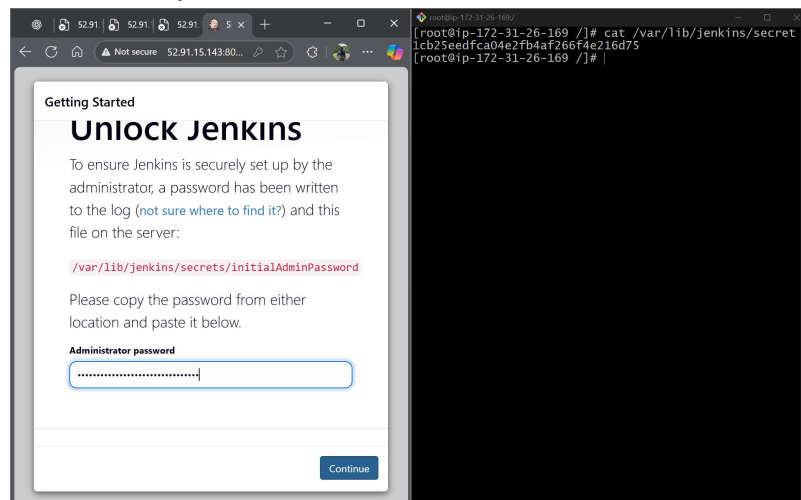 52.91.
52.91.
52.91.
S
Not secure
52.91.15.143:80...
Getting Started
Unlock Jenkins
To ensure Jenkins is securely set up by the
administrator, a password has been written
to the log (not sure where to find it?) and this
file on the server:
/var/lib/jenkins/secrets/initialAdminPassword
Please copy the password from either
location and paste it below.
Administrator password
••••••••••••••••••••••••••••••••
Continue
root@ip-172-31-26-169:/
[root@ip-172-31-26-169 /]# cat /var/lib/jenkins/secret
1cb25eedfca04e2fb4af266f4e216d75
[root@ip-172-31-26-169 /]#